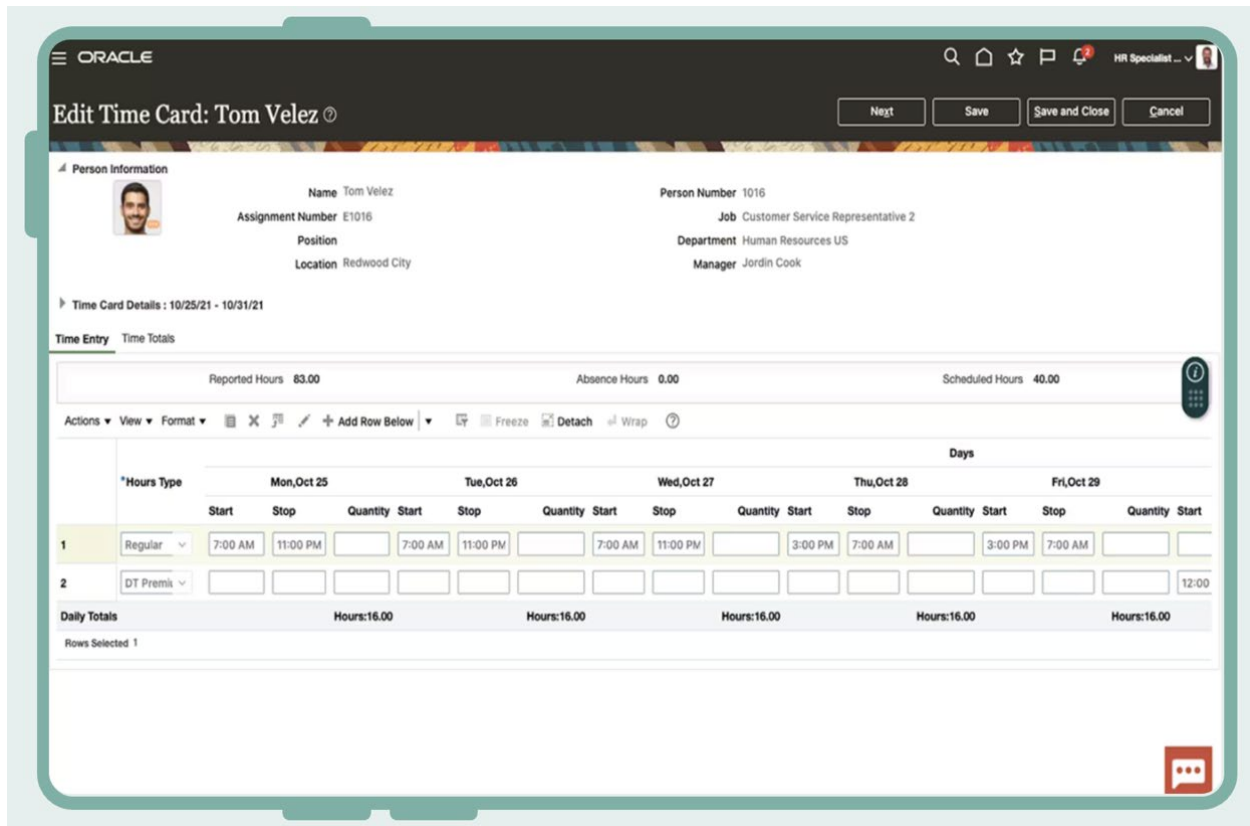 ORACLE
2
HR Specialist ...
Edit Time Card: Tom Velez
Next Save Save and Close Cancel
Person Information
Name Tom Velez Person Number 1016
Assignment Number E1016 Job Customer Service Representative 2
Position Department Human Resources US
Location Redwood City Manager Jordin Cook
Time Card Details : 10/25/21 - 10/31/21
Time Entry Time Totals
Reported Hours 83.00 Absence Hours 0.00 Scheduled Hours 40.00
Actions View Format Add Row Below Freeze Detach Wrap
Days
*Hours Type Mon,Oct 25 Tue,Oct 26 Wed,Oct 27 Thu,Oct 28 Fri,Oct 29
Start Stop Quantity Start Stop Quantity Start Stop Quantity Start Stop Quantity Start Stop Quantity Start
1 Regular 7:00 AM 11:00 PM 7:00 AM 11:00 PM 7:00 AM 11:00 PM 3:00 PM 7:00 AM 3:00 PM 7:00 AM
2 DT Premiu 12:00
Daily Totals Hours:16.00 Hours:16.00 Hours:16.00 Hours:16.00 Hours:16.00
Rows Selected 1